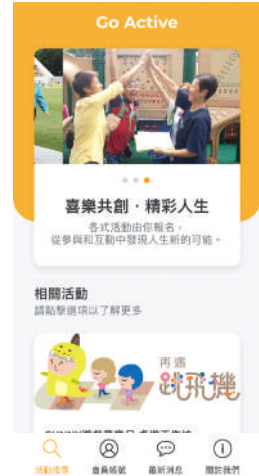 Go Active
喜樂共創 · 精彩人生
各式活動由你報名，
從參與和互動中發現人生新的可能。
相關活動
請點擊選項以了解更多
再遇
跳飛機
活動搜尋
會員帳號
最新消息
關於我們